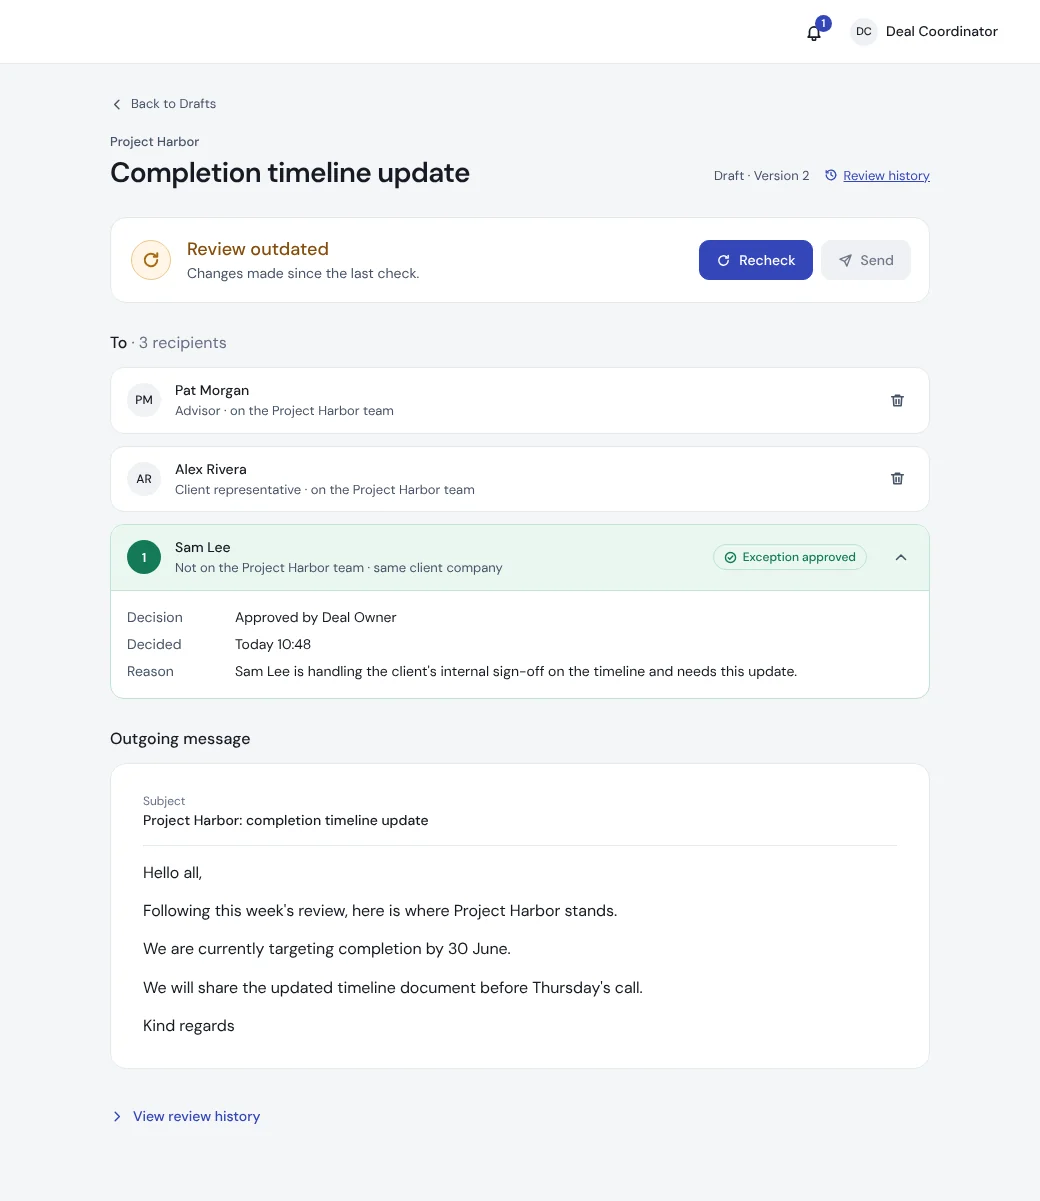 1
DC Deal Coordinator
Back to Drafts
Project Harbor
Completion timeline update
Draft · Version 2 Review history
Review outdated
Changes made since the last check.
Recheck Send
To · 3 recipients
PM
Pat Morgan
Advisor · on the Project Harbor team
AR
Alex Rivera
Client representative · on the Project Harbor team
1
Sam Lee
Not on the Project Harbor team · same client company
Exception approved
Decision Approved by Deal Owner
Decided Today 10:48
Reason Sam Lee is handling the client's internal sign-off on the timeline and needs this update.
Outgoing message
Subject
Project Harbor: completion timeline update
Hello all,
Following this week's review, here is where Project Harbor stands.
We are currently targeting completion by 30 June.
We will share the updated timeline document before Thursday's call.
Kind regards
View review history